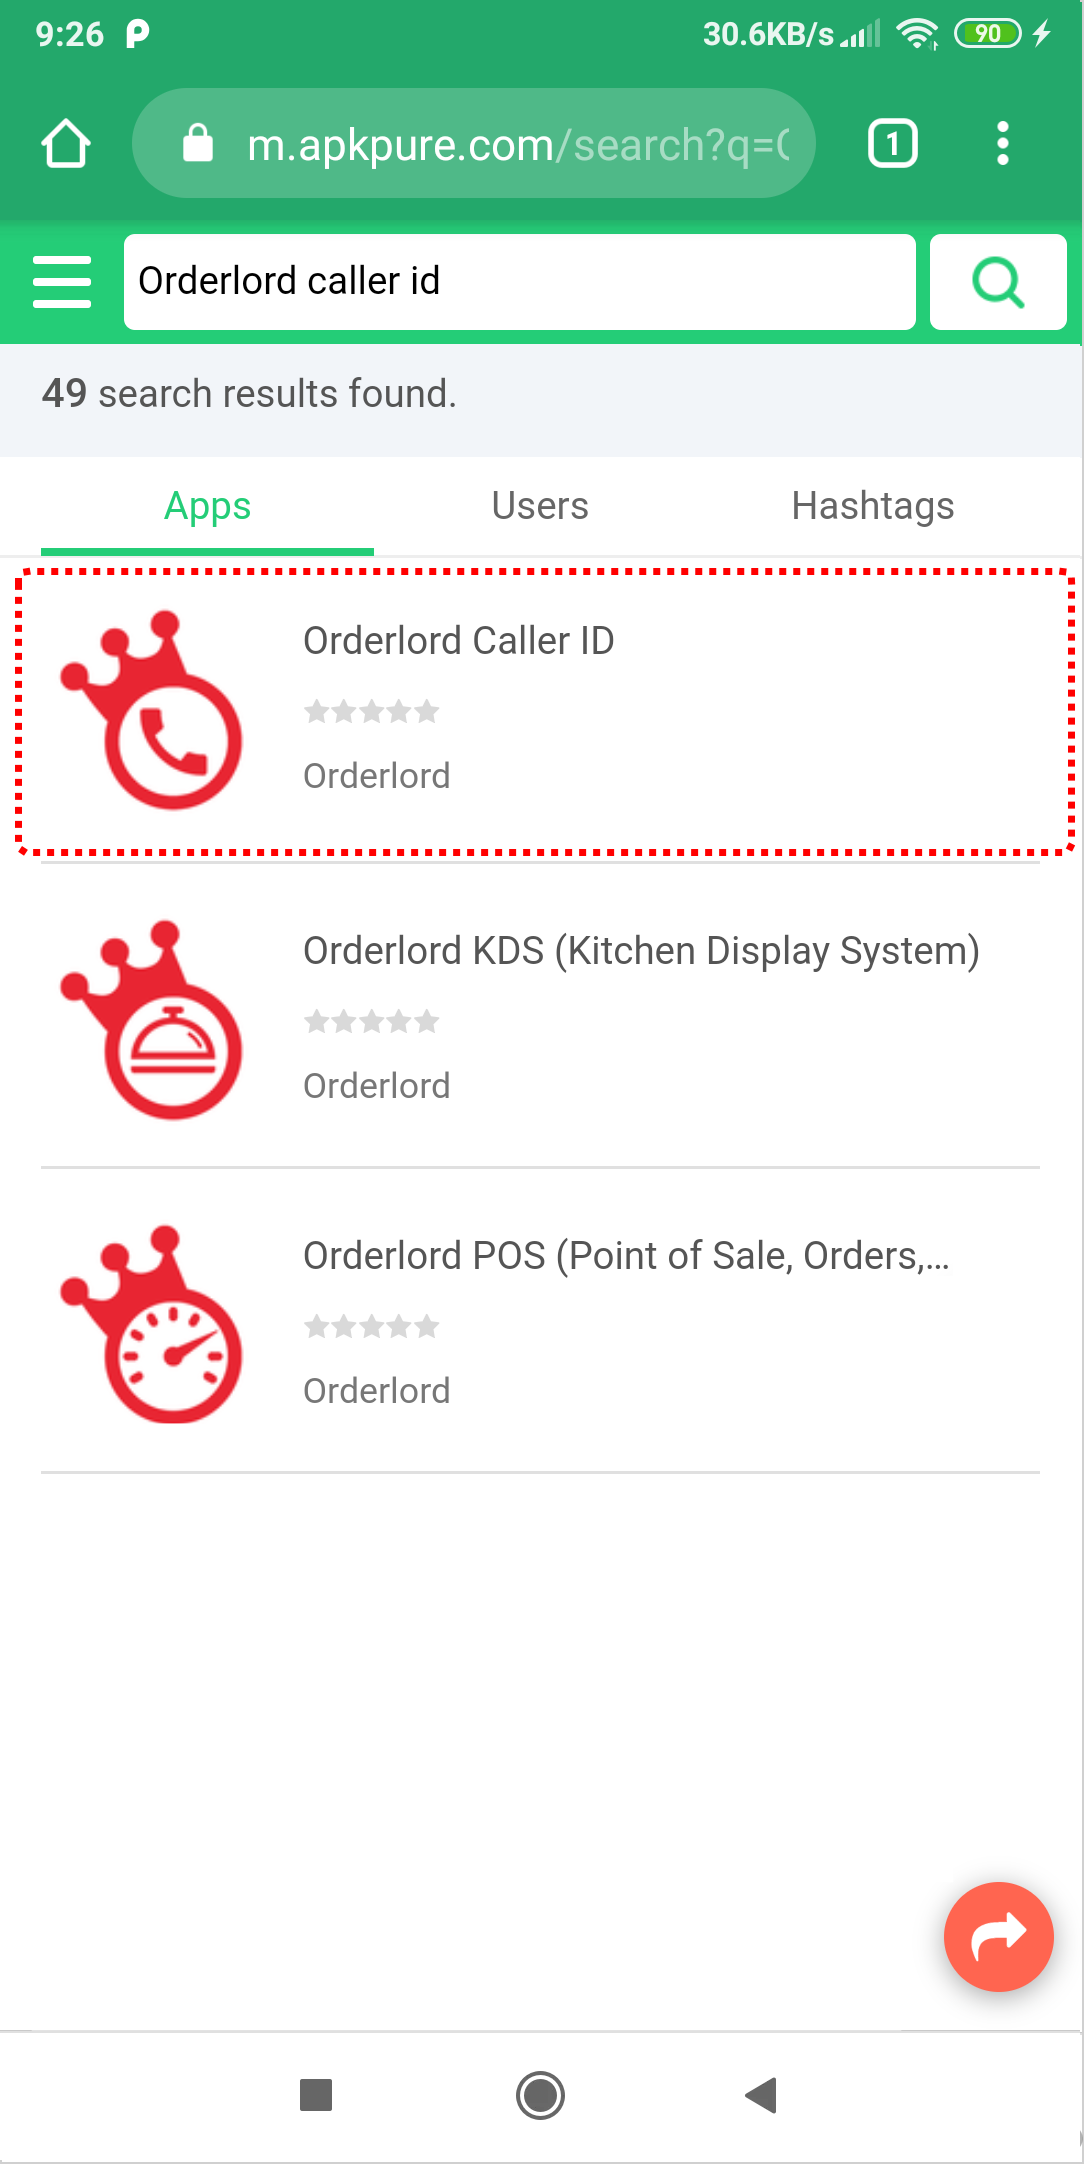 9:26 30.6KB/s 90
m.apkpure.com/search?q= 1
Orderlord caller id
49 search results found.
Apps Users Hashtags
Orderlord Caller ID
Orderlord
Orderlord KDS (Kitchen Display System)
Orderlord
Orderlord POS (Point of Sale, Orders,...
Orderlord